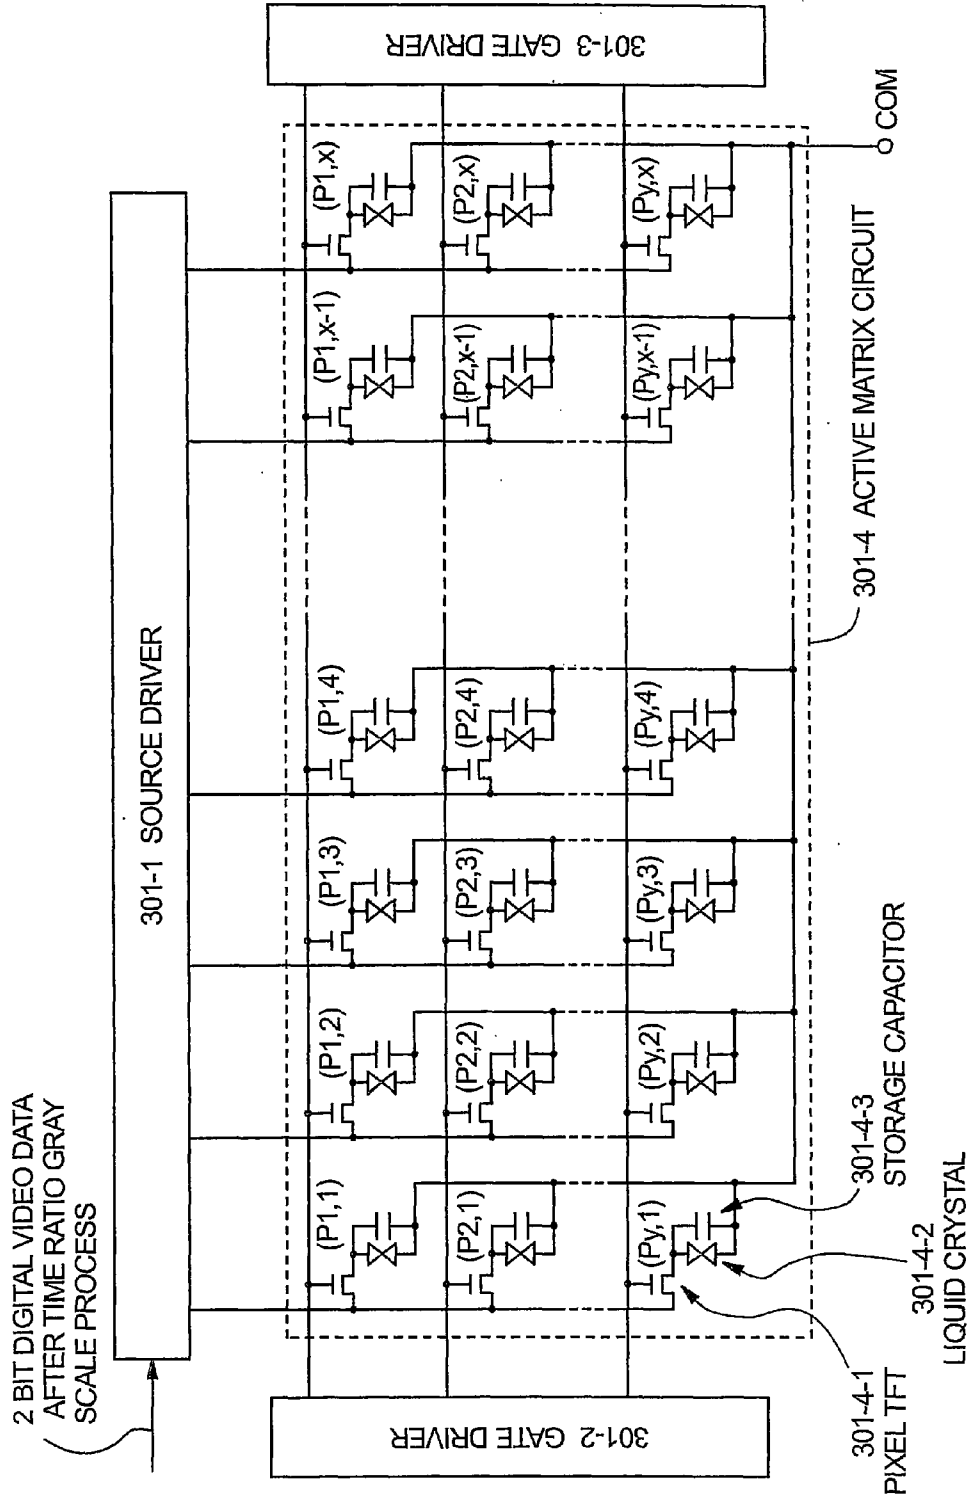 2 BIT DIGITAL VIDEO DATA
AFTER TIME RATIO GRAY
SCALE PROCESS
301-1 SOURCE DRIVER
301-2 GATE DRIVER
301-3 GATE DRIVER
(P1,1)
(P1,2)
(P1,3)
(P1,4)
(P1,x-1)
(P1,x)
(P2,1)
(P2,2)
(P2,3)
(P2,4)
(P2,x-1)
(P2,x)
(Py,1)
(Py,2)
(Py,3)
(Py,4)
(Py,x-1)
(Py,x)
COM
301-4-1
PIXEL TFT
301-4-2
LIQUID CRYSTAL
301-4-3
STORAGE CAPACITOR
301-4 ACTIVE MATRIX CIRCUIT